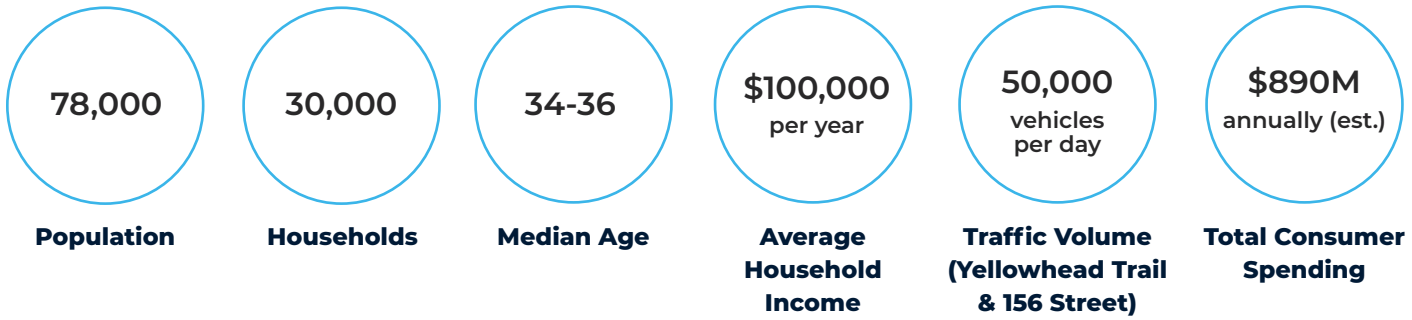 78,000
Population
30,000
Households
34-36
Median Age
$100,000
per year
Average
Household
Income
50,000
vehicles
per day
Traffic Volume
(Yellowhead Trail
& 156 Street)
$890M
annually (est.)
Total Consumer
Spending